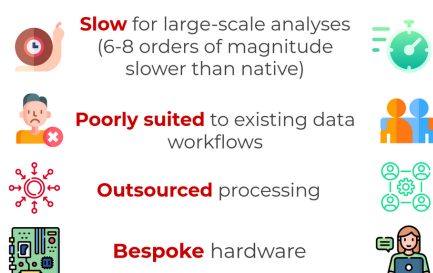 Slow for large-scale analyses
(6-8 orders of magnitude
slower than native)
Poorly suited to existing data
workflows
Outsourced processing
Bespoke hardware